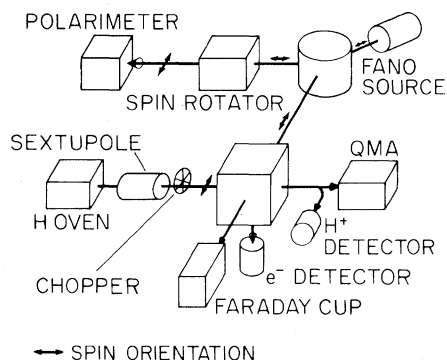 POLARIMETER
FANO
SOURCE
SPIN ROTATOR
SEXTUPOLE
QMA
H OVEN
H⁺
DETECTOR
CHOPPER
e⁻ DETECTOR
FARADAY CUP
SPIN ORIENTATION